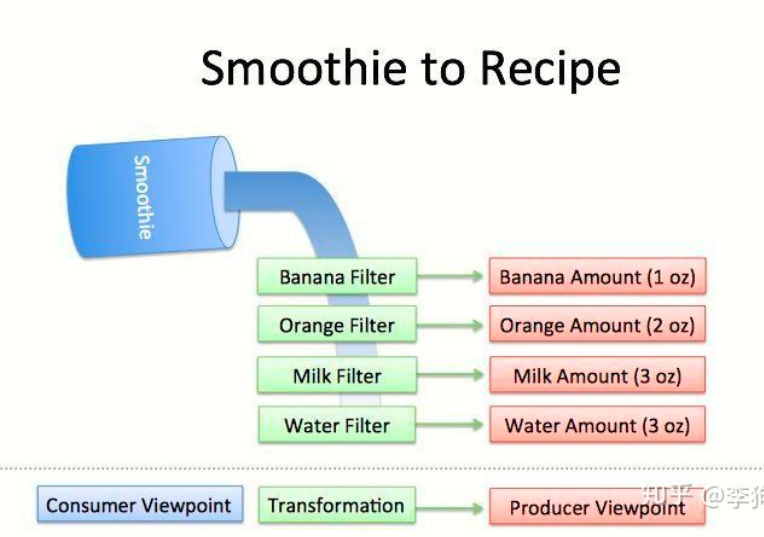 Smoothie to Recipe
Smoothie
Banana Filter
Banana Amount (1 oz)
Orange Filter
Orange Amount (2 oz)
Milk Filter
Milk Amount (3 oz)
Water Filter
Water Amount (3 oz)
Consumer Viewpoint
Transformation
Producer Viewpoint
知乎 @李狗